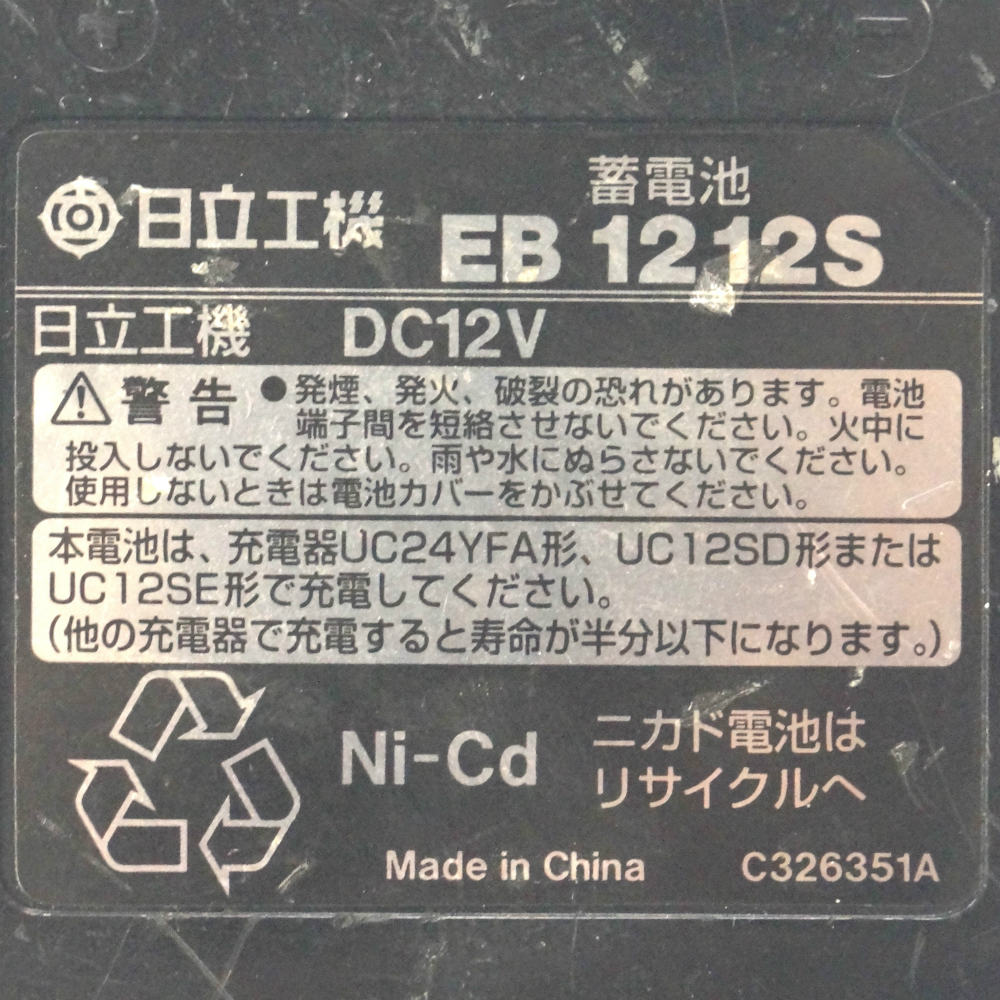 日立工機
蓄電池
EB 1212S
日立工機 DC12V
警告 ●発煙、発火、破裂の恐れがあります。電池
端子間を短絡させないでください。火中に
投入しないでください。雨や水にぬらさないでください。
使用しないときは電池カバーをかぶせてください。
本電池は、充電器UC24YFA形、UC12SD形または
UC12SE形で充電してください。
(他の充電器で充電すると寿命が半分以下になります。)
Ni-Cd
ニカド電池は
リサイクルへ
Made in China C326351A